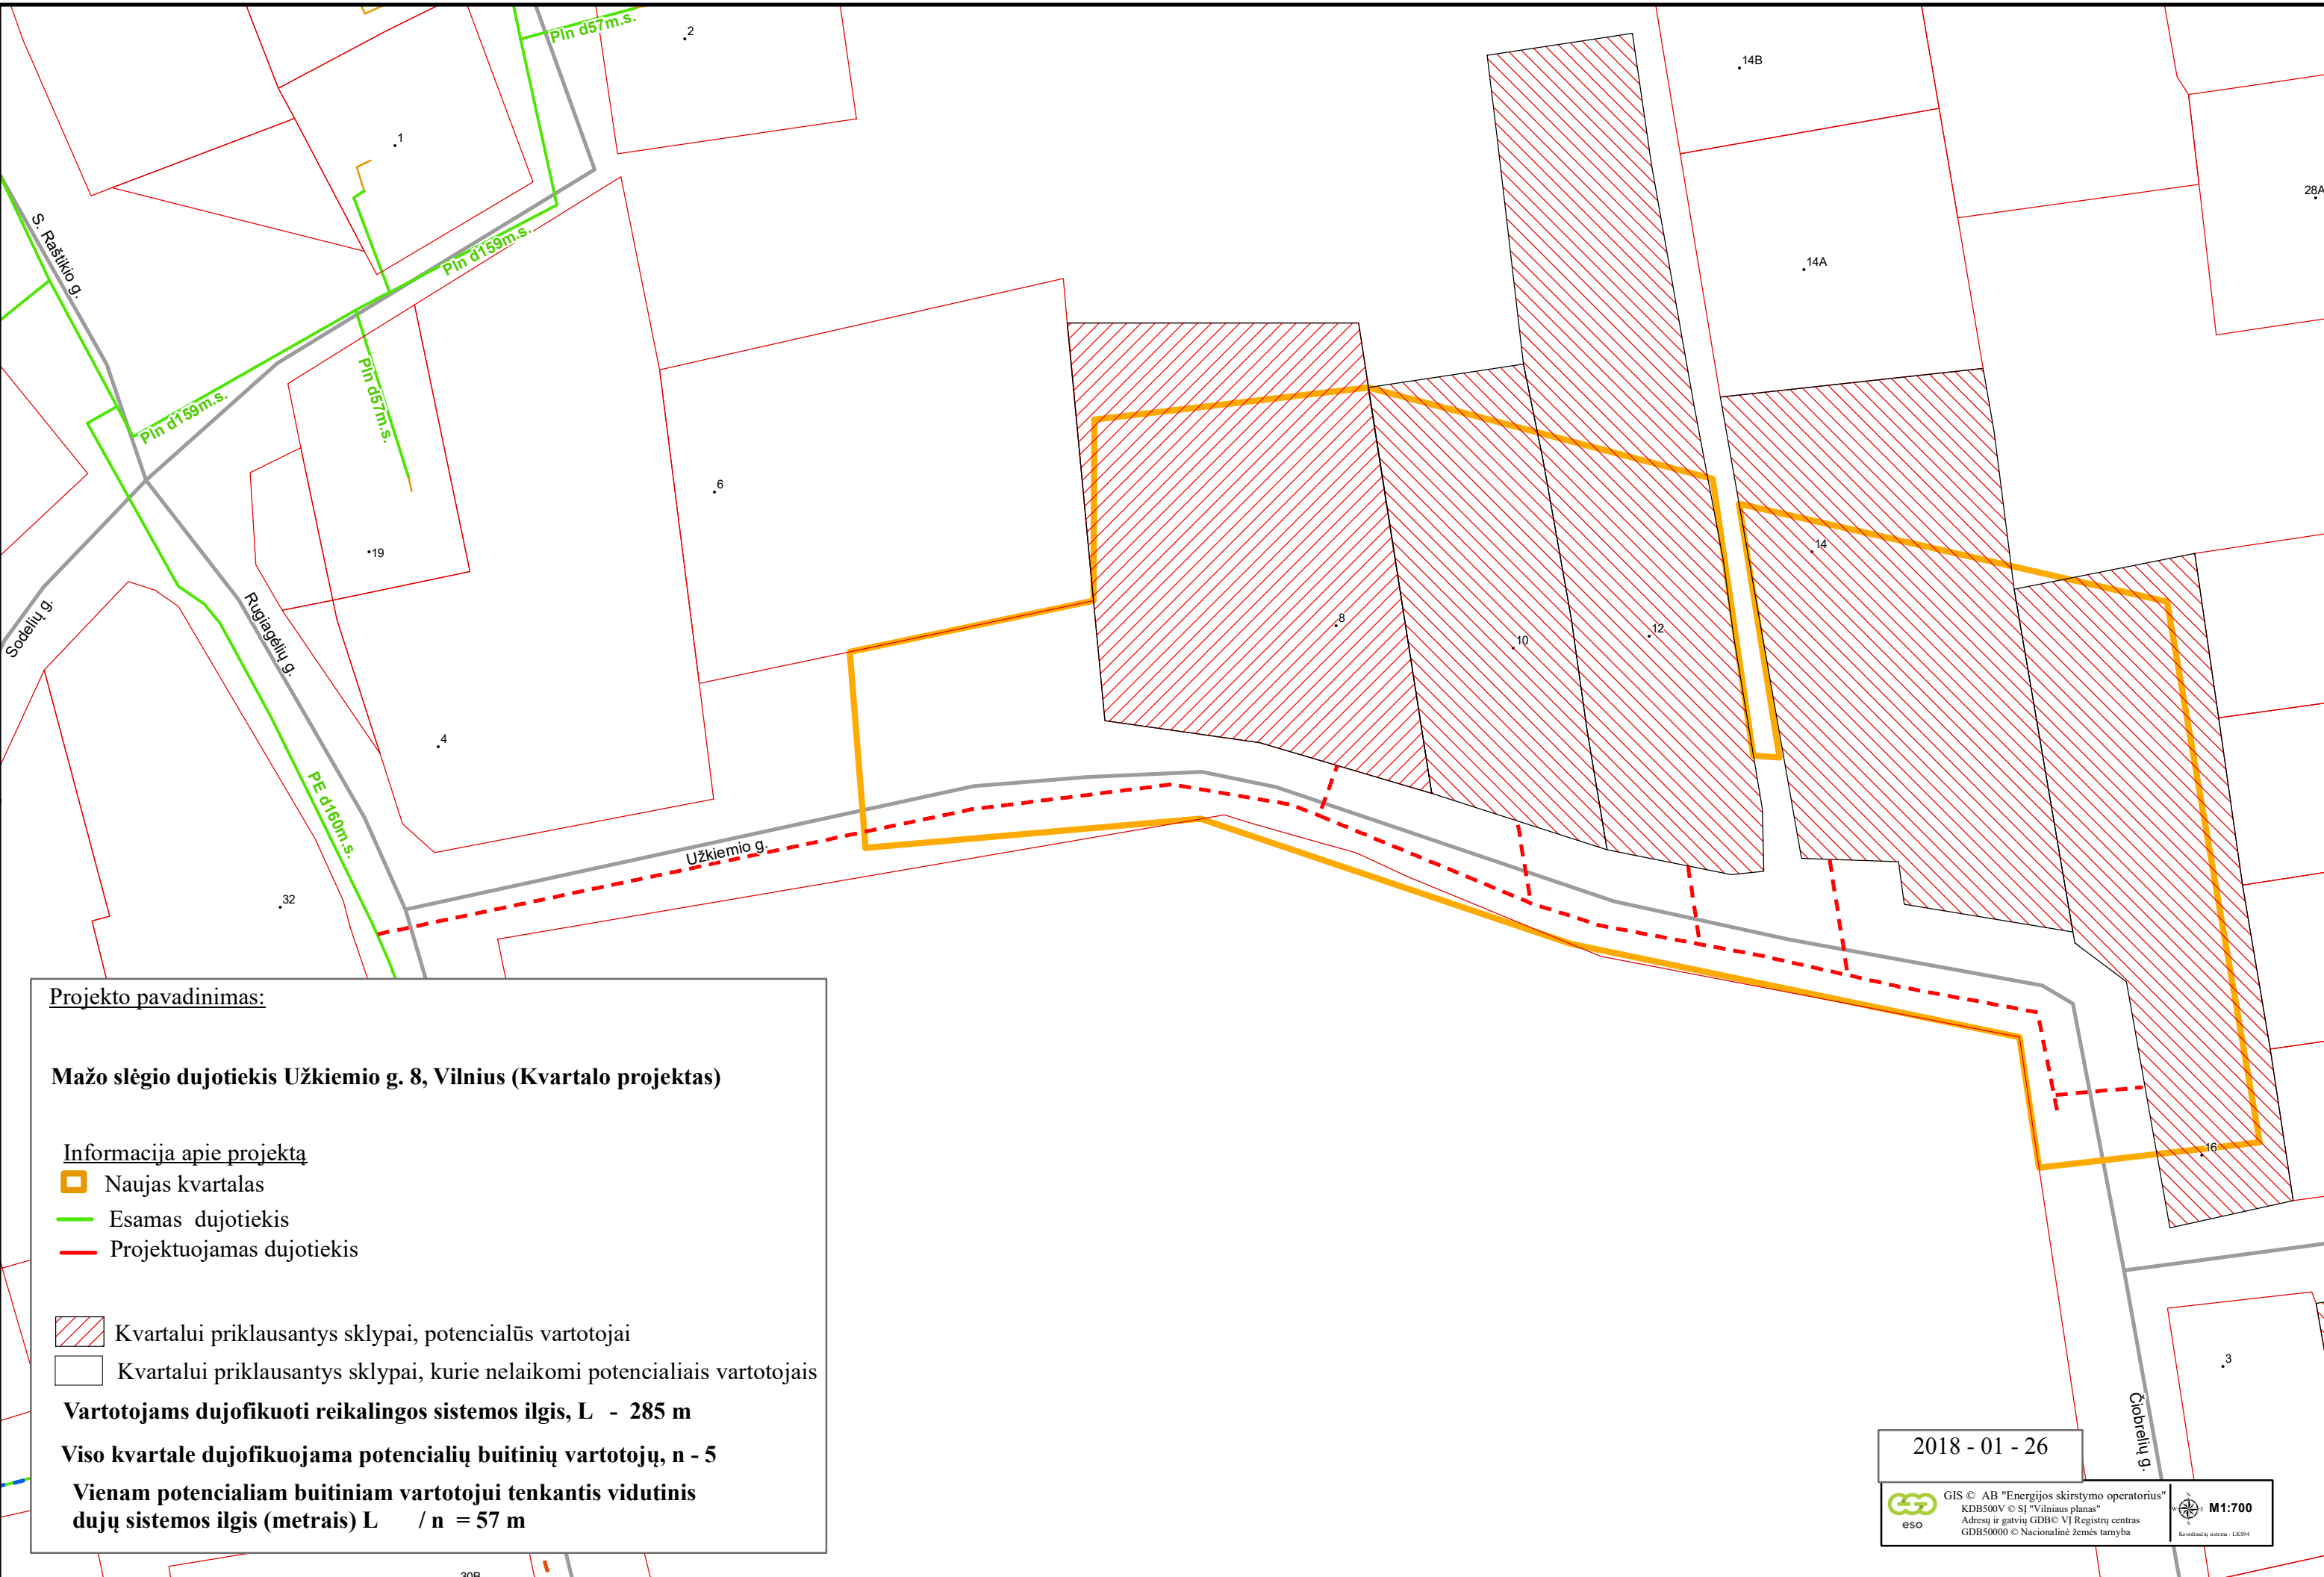 Pln d57m.s.
2
14B
1
28A
S. Raštikio g.
Pln d159m.s.
14A
Pln d57m.s.
Pln d159m.s.
6
19
14
Sodelių g.
Rugiagėlių g.
8
10
12
4
PE d160m.s.
Užkiemio g.
32
16
3
Čiobrelių g.
30B
Projekto pavadinimas:
Mažo slėgio dujotiekis Užkiemio g. 8, Vilnius (Kvartalo projektas)
Informacija apie projektą
Naujas kvartalas
Esamas dujotiekis
Projektuojamas dujotiekis
Kvartalui priklausantys sklypai, potencialūs vartotojai
Kvartalui priklausantys sklypai, kurie nelaikomi potencialiais vartotojais
Vartotojams dujofikuoti reikalingos sistemos ilgis, L - 285 m
Viso kvartale dujofikuojama potencialių buitinių vartotojų, n - 5
Vienam potencialiam buitiniam vartotojui tenkantis vidutinis
dujų sistemos ilgis (metrais) L / n = 57 m
2018 - 01 - 26
eso
GIS © AB "Energijos skirstymo operatorius"
KDB500V © SĮ "Vilniaus planas"
Adresų ir gatvių GDB© VĮ Registrų centras
GDB50000 © Nacionalinė žemės tarnyba
N
W E
S
M1:700
Koordinačių sistema - LKS94